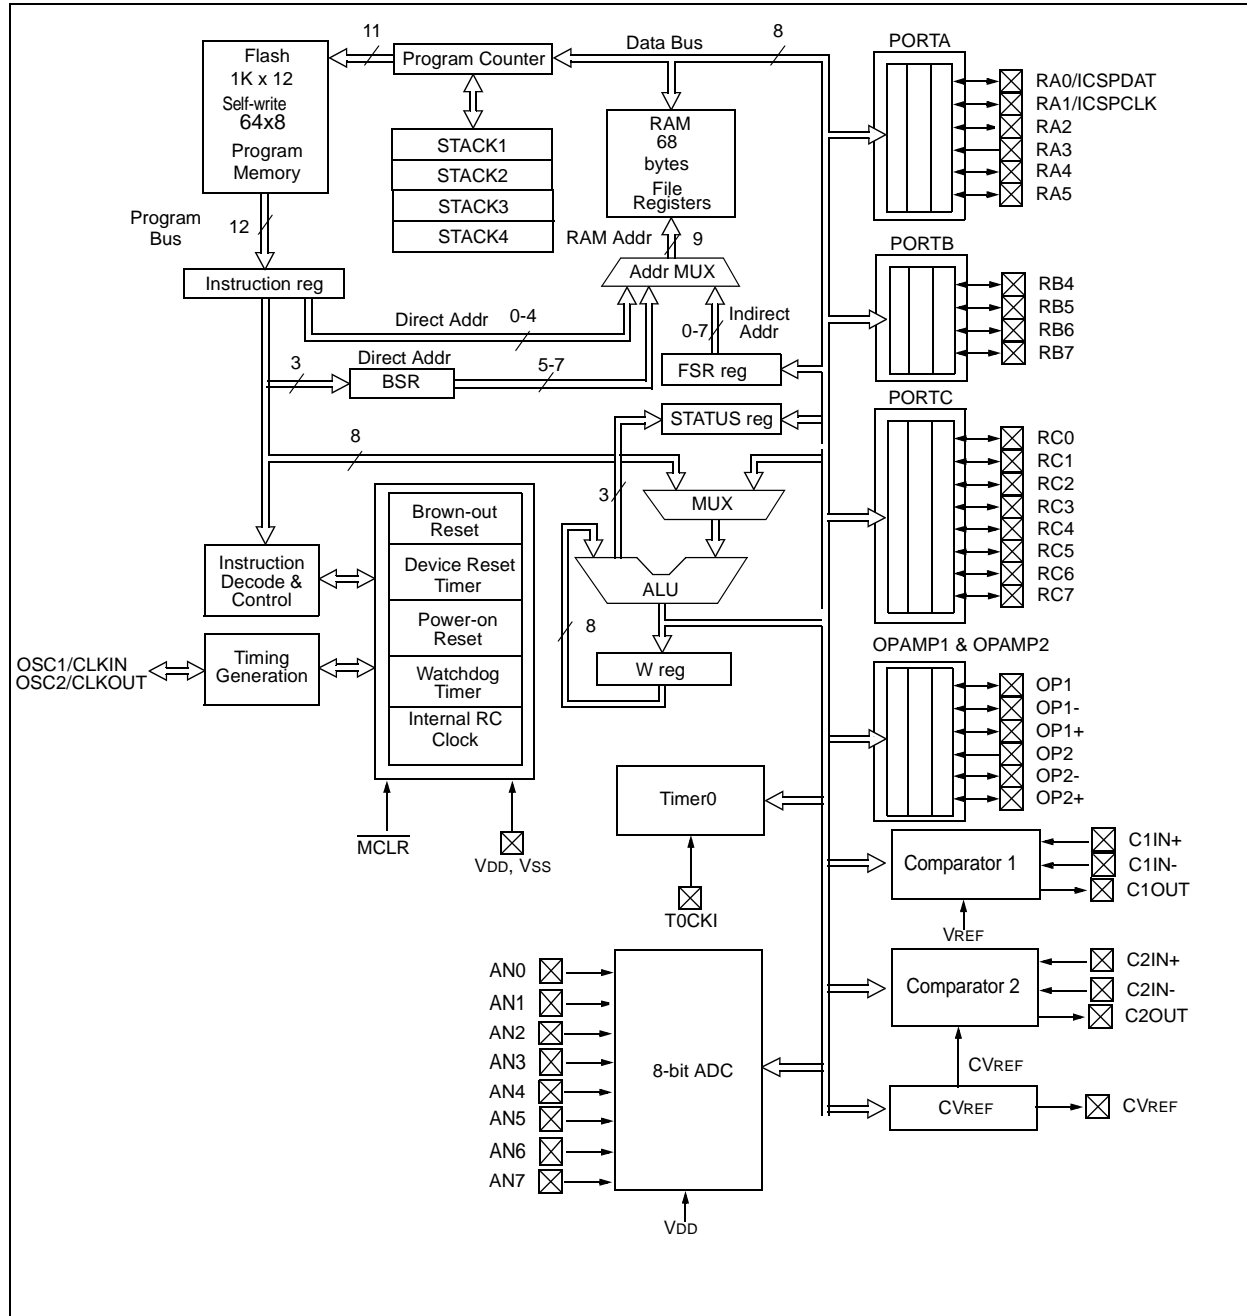 Flash
1K x 12
Self-write
64x8
Program
Memory
11
Program Counter
Data Bus
8
STACK1
STACK2
STACK3
STACK4
RAM
68
bytes
File
Registers
Program
Bus
12
RAM Addr
9
Addr MUX
Instruction reg
Direct Addr
0-4
0-7
Indirect
Addr
Direct Addr
3
BSR
5-7
FSR reg
STATUS reg
8
3
MUX
Brown-out
Reset
Device Reset
Timer
Power-on
Reset
Watchdog
Timer
Internal RC
Clock
Instruction
Decode &
Control
ALU
8
W reg
OSC1/CLKIN
OSC2/CLKOUT
Timing
Generation
MCLR
VDD, VSS
Timer0
T0CKI
AN0
AN1
AN2
AN3
AN4
AN5
AN6
AN7
8-bit ADC
VDD
PORTA
RA0/ICSPDAT
RA1/ICSPCLK
RA2
RA3
RA4
RA5
PORTB
RB4
RB5
RB6
RB7
PORTC
RC0
RC1
RC2
RC3
RC4
RC5
RC6
RC7
OPAMP1 & OPAMP2
OP1
OP1-
OP1+
OP2
OP2-
OP2+
Comparator 1
C1IN+
C1IN-
C1OUT
VREF
Comparator 2
C2IN+
C2IN-
C2OUT
CVREF
CVREF
CVREF